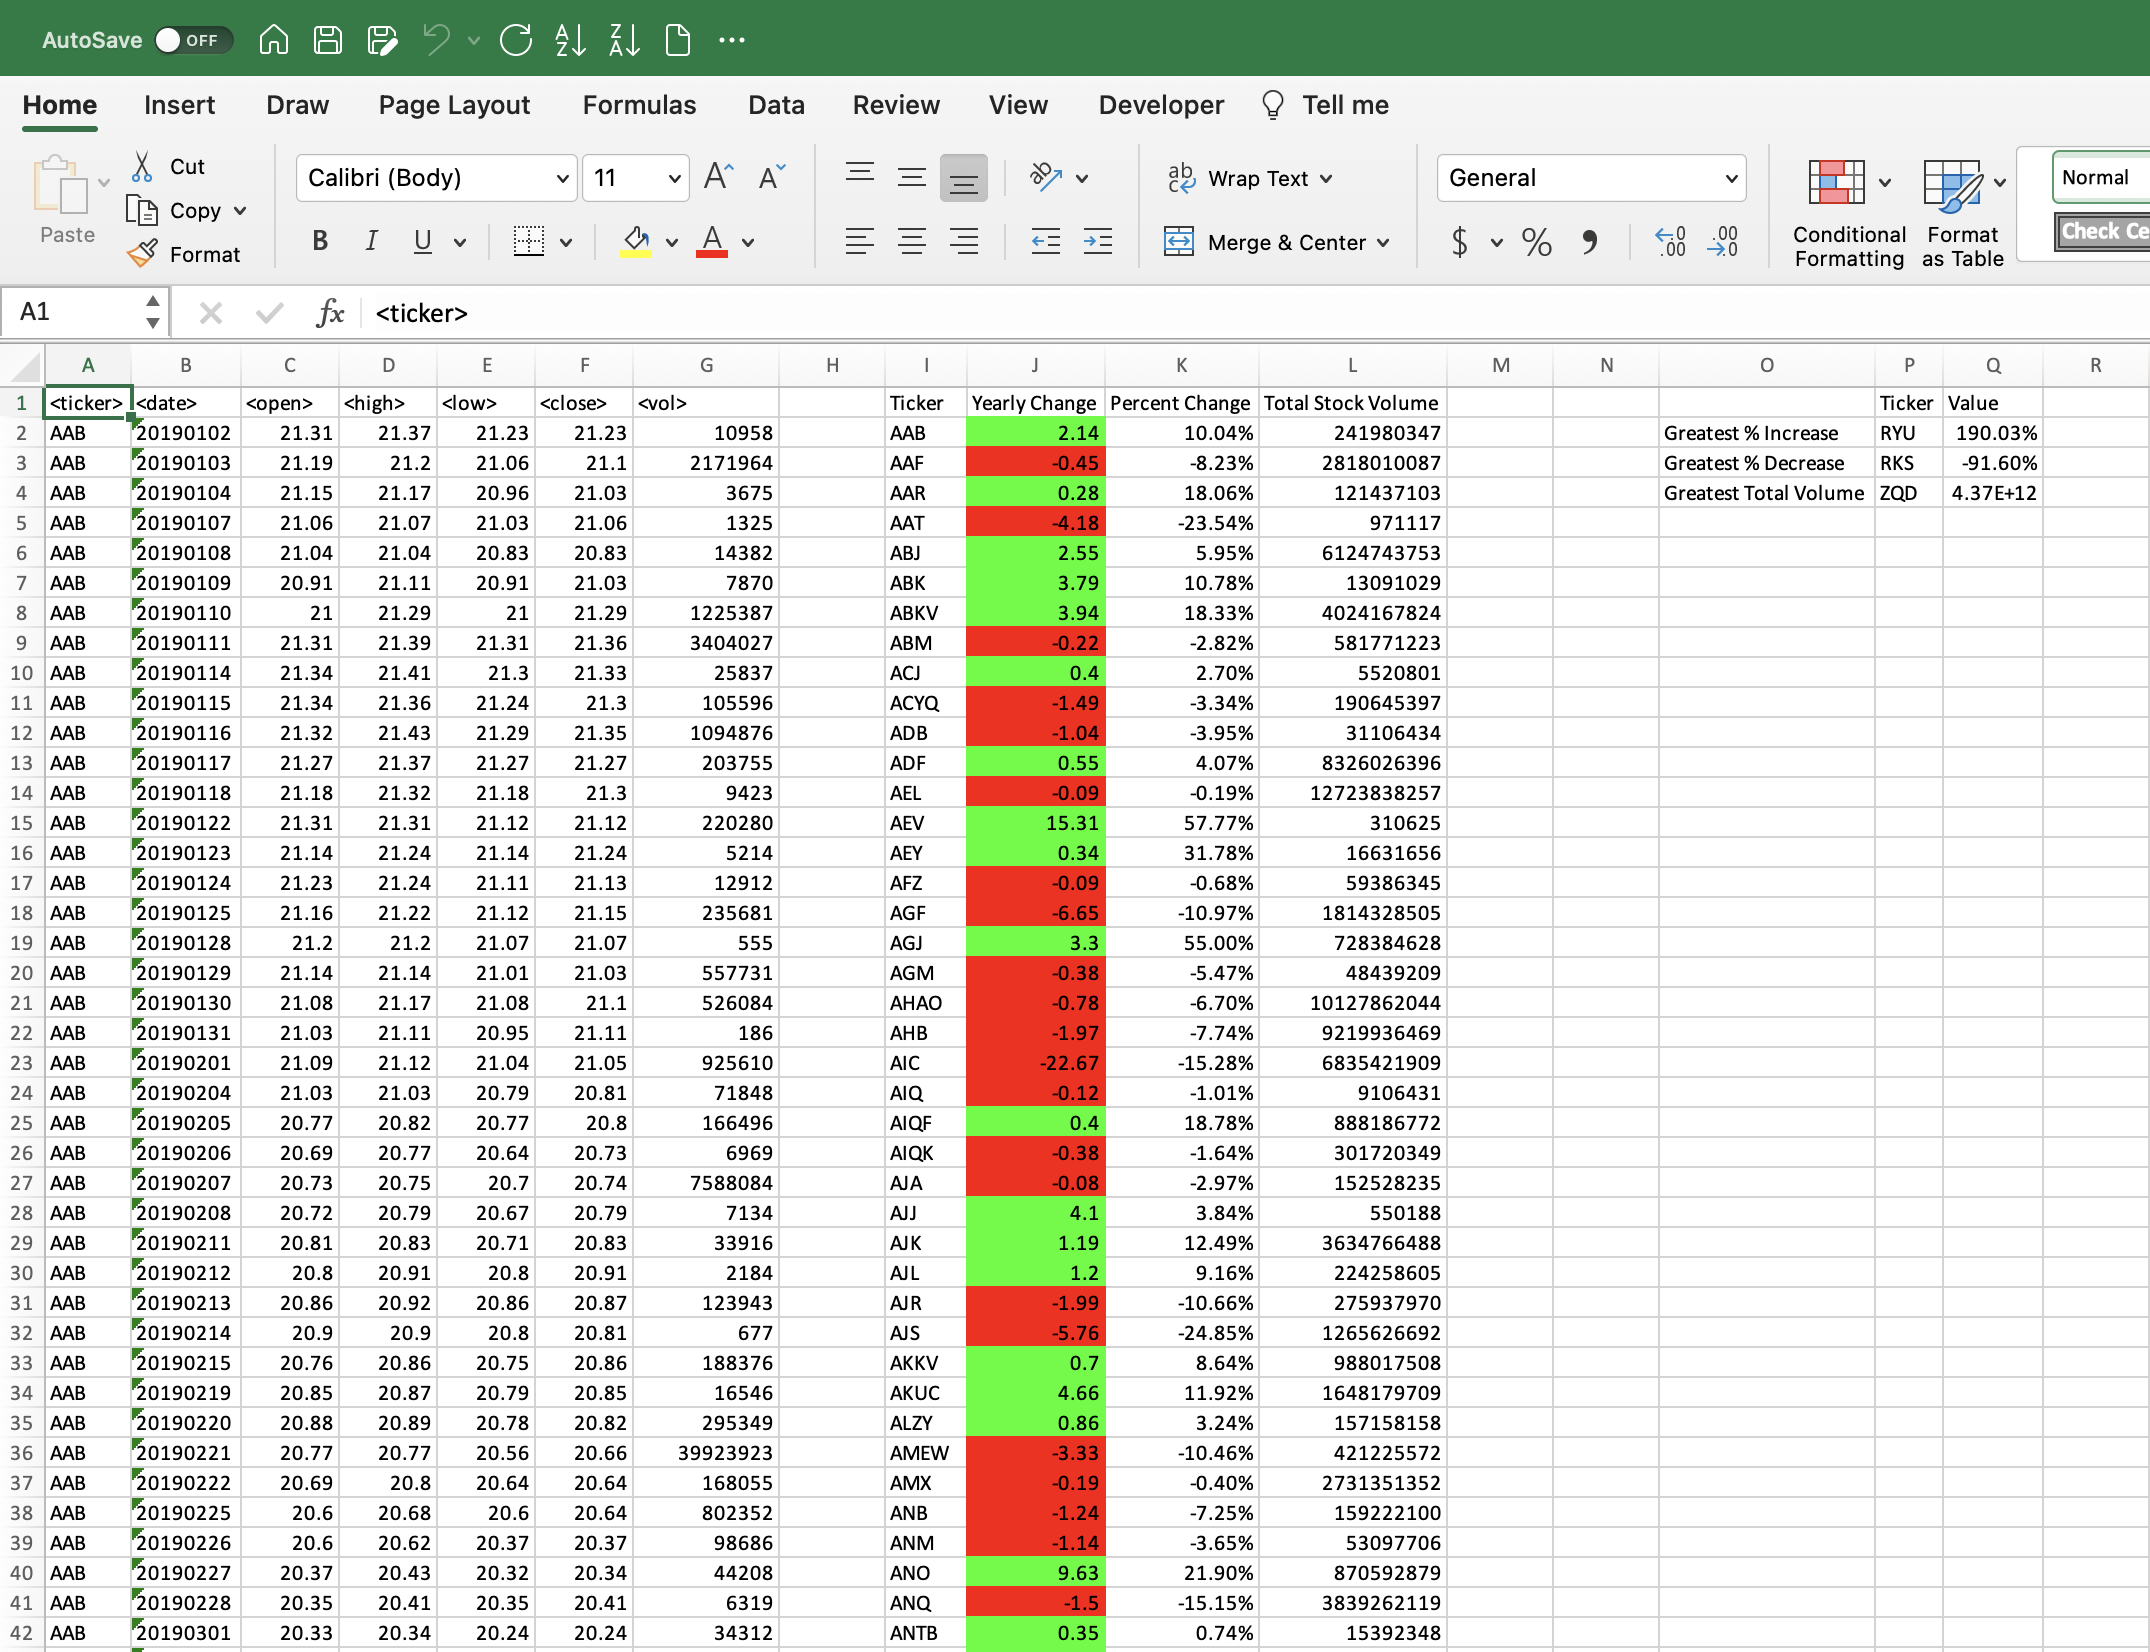 AutoSave OFF
Home Insert Draw Page Layout Formulas Data Review View Developer Tell me
Paste Cut Copy Format
Calibri (Body) 11
Wrap Text
Merge & Center
General
Conditional Formatting
Format as Table
Normal
Check Ce
A1 fx <ticker>
A B C D E F G H I J K L M N O P Q R
1 <ticker> <date> <open> <high> <low> <close> <vol> Ticker Yearly Change Percent Change Total Stock Volume Ticker Value
2 AAB 20190102 21.31 21.37 21.23 21.23 10958 AAB 2.14 10.04% 241980347 Greatest % Increase RYU 190.03%
3 AAB 20190103 21.19 21.2 21.06 21.1 2171964 AAF -0.45 -8.23% 2818010087 Greatest % Decrease RKS -91.60%
4 AAB 20190104 21.15 21.17 20.96 21.03 3675 AAR 0.28 18.06% 121437103 Greatest Total Volume ZQD 4.37E+12
5 AAB 20190107 21.06 21.07 21.03 21.06 1325 AAT -4.18 -23.54% 971117
6 AAB 20190108 21.04 21.04 20.83 20.83 14382 ABJ 2.55 5.95% 6124743753
7 AAB 20190109 20.91 21.11 20.91 21.03 7870 ABK 3.79 10.78% 13091029
8 AAB 20190110 21 21.29 21 21.29 1225387 ABKV 3.94 18.33% 4024167824
9 AAB 20190111 21.31 21.39 21.31 21.36 3404027 ABM -0.22 -2.82% 581771223
10 AAB 20190114 21.34 21.41 21.3 21.33 25837 ACJ 0.4 2.70% 5520801
11 AAB 20190115 21.34 21.36 21.24 21.3 105596 ACYQ -1.49 -3.34% 190645397
12 AAB 20190116 21.32 21.43 21.29 21.35 1094876 ADB -1.04 -3.95% 31106434
13 AAB 20190117 21.27 21.37 21.27 21.27 203755 ADF 0.55 4.07% 8326026396
14 AAB 20190118 21.18 21.32 21.18 21.3 9423 AEL -0.09 -0.19% 12723838257
15 AAB 20190122 21.31 21.31 21.12 21.12 220280 AEV 15.31 57.77% 310625
16 AAB 20190123 21.14 21.24 21.14 21.24 5214 AEY 0.34 31.78% 16631656
17 AAB 20190124 21.23 21.24 21.11 21.13 12912 AFZ -0.09 -0.68% 59386345
18 AAB 20190125 21.16 21.22 21.12 21.15 235681 AGF -6.65 -10.97% 1814328505
19 AAB 20190128 21.2 21.2 21.07 21.07 555 AGJ 3.3 55.00% 728384628
20 AAB 20190129 21.14 21.14 21.01 21.03 557731 AGM -0.38 -5.47% 48439209
21 AAB 20190130 21.08 21.17 21.08 21.1 526084 AHAO -0.78 -6.70% 10127862044
22 AAB 20190131 21.03 21.11 20.95 21.11 186 AHB -1.97 -7.74% 9219936469
23 AAB 20190201 21.09 21.12 21.04 21.05 925610 AIC -22.67 -15.28% 6835421909
24 AAB 20190204 21.03 21.03 20.79 20.81 71848 AIQ -0.12 -1.01% 9106431
25 AAB 20190205 20.77 20.82 20.77 20.8 166496 AIQF 0.4 18.78% 888186772
26 AAB 20190206 20.69 20.77 20.64 20.73 6969 AIQK -0.38 -1.64% 301720349
27 AAB 20190207 20.73 20.75 20.7 20.74 7588084 AJA -0.08 -2.97% 152528235
28 AAB 20190208 20.72 20.79 20.67 20.79 7134 AJJ 4.1 3.84% 550188
29 AAB 20190211 20.81 20.83 20.71 20.83 33916 AJK 1.19 12.49% 3634766488
30 AAB 20190212 20.8 20.91 20.8 20.91 2184 AJL 1.2 9.16% 224258605
31 AAB 20190213 20.86 20.92 20.86 20.87 123943 AJR -1.99 -10.66% 275937970
32 AAB 20190214 20.9 20.9 20.8 20.81 677 AJS -5.76 -24.85% 1265626692
33 AAB 20190215 20.76 20.86 20.75 20.86 188376 AKKV 0.7 8.64% 988017508
34 AAB 20190219 20.85 20.87 20.79 20.85 16546 AKUC 4.66 11.92% 1648179709
35 AAB 20190220 20.88 20.89 20.78 20.82 295349 ALZY 0.86 3.24% 157158158
36 AAB 20190221 20.77 20.77 20.56 20.66 39923923 AMEW -3.33 -10.46% 421225572
37 AAB 20190222 20.69 20.8 20.64 20.64 168055 AMX -0.19 -0.40% 2731351352
38 AAB 20190225 20.6 20.68 20.6 20.64 802352 ANB -1.24 -7.25% 159222100
39 AAB 20190226 20.6 20.62 20.37 20.37 98686 ANM -1.14 -3.65% 53097706
40 AAB 20190227 20.37 20.43 20.32 20.34 44208 ANO 9.63 21.90% 870592879
41 AAB 20190228 20.35 20.41 20.35 20.41 6319 ANQ -1.5 -15.15% 3839262119
42 AAB 20190301 20.33 20.34 20.24 20.24 34312 ANTB 0.35 0.74% 15392348